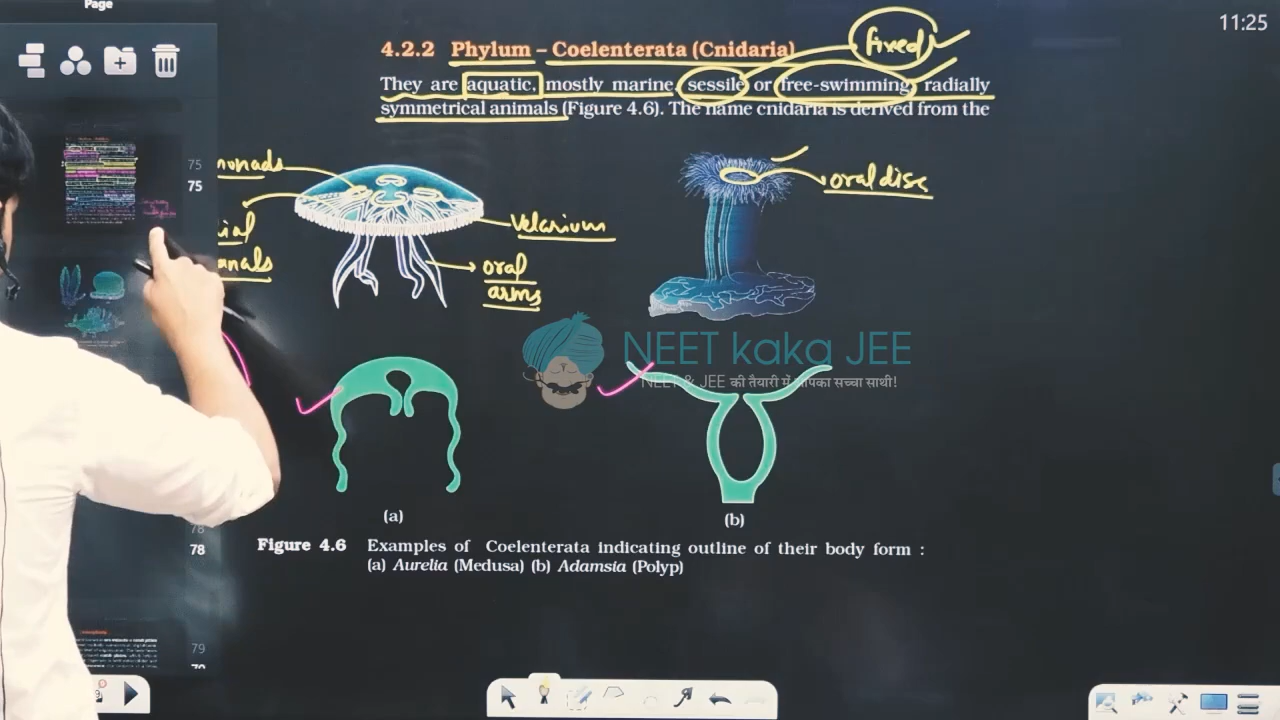 Page
11:25
4.2.2 Phylum – Coelenterata (Cnidaria)
fixed
They are aquatic, mostly marine, sessile or free-swimming, radially
symmetrical animals (Figure 4.6). The name cnidaria is derived from the
75
75
oral disc
Velarium
oral
arms
NEET kaka JEE
NEET & JEE की तैयारी में आपका सच्चा साथी!
(a)
(b)
78
78
Figure 4.6 Examples of Coelenterata indicating outline of their body form :
(a) Aurelia (Medusa) (b) Adamsia (Polyp)
79